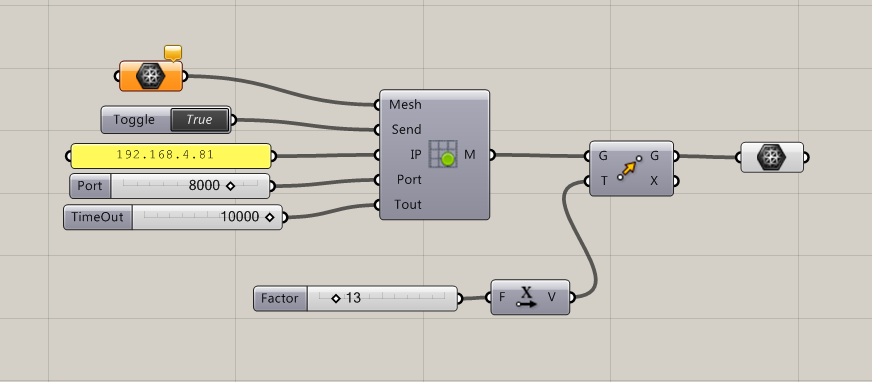 Mesh
Toggle True
Send
192.168.4.81
IP M
G G
Port 8000
Port
T X
TimeOut 10000
Tout
Factor 13
F X V